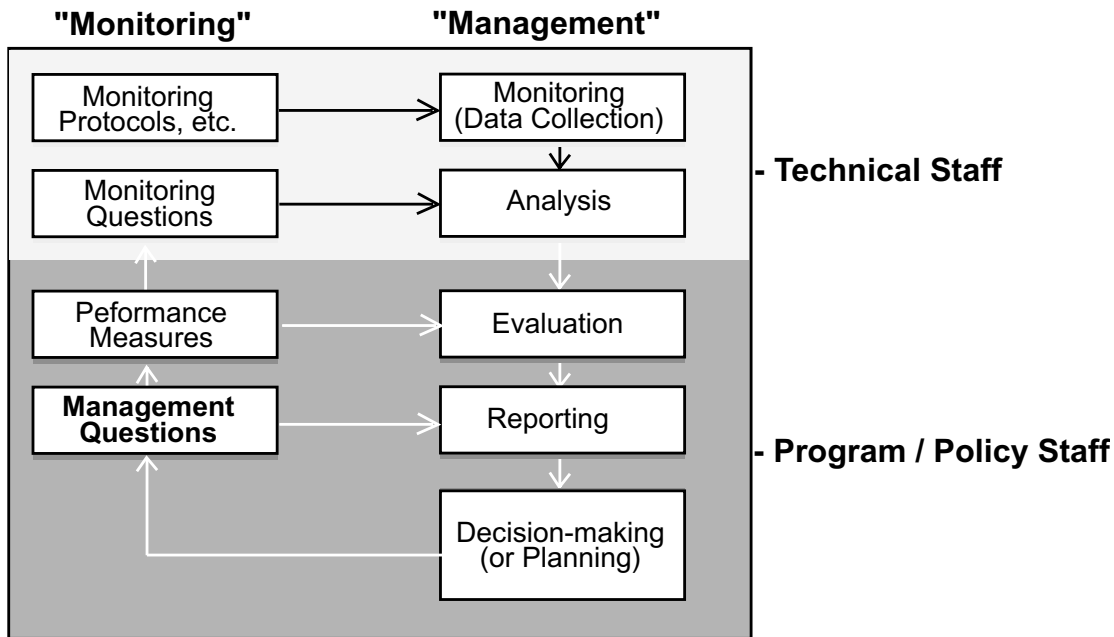 "Monitoring"
"Management"
Monitoring
Protocols, etc.
Monitoring
(Data Collection)
Monitoring
Questions
Analysis
- Technical Staff
Peformance
Measures
Evaluation
Management
Questions
Reporting
- Program / Policy Staff
Decision-making
(or Planning)